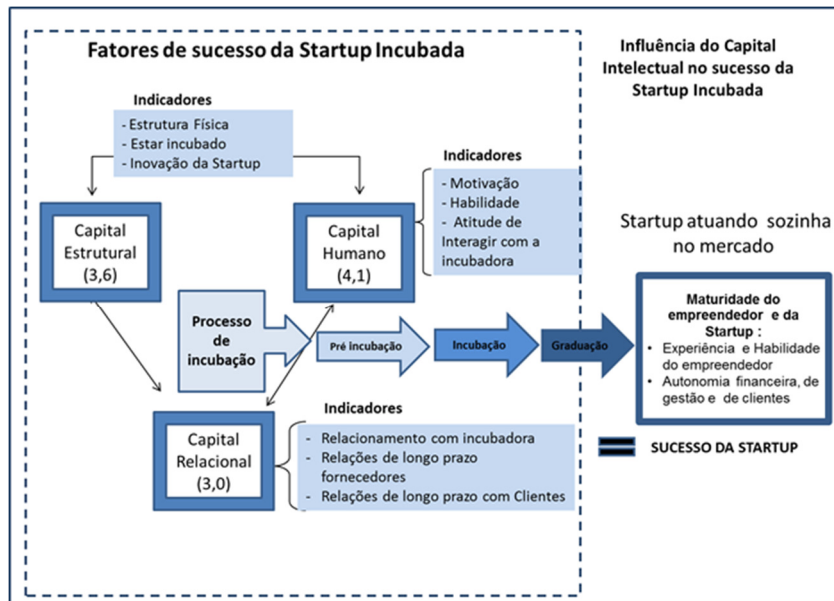 Fatores de sucesso da Startup Incubada
Influência do Capital
Intelectual no sucesso da
Startup Incubada
Indicadores
- Estrutura Física
- Estar incubado
- Inovação da Startup
Indicadores
- Motivação
- Habilidade
- Atitude de
Interagir com a
incubadora
Capital
Estrutural
(3,6)
Capital
Humano
(4,1)
Startup atuando sozinha
no mercado
Processo
de
incubação
Pré incubação
Incubação
Graduação
Maturidade do
empreendedor e da
Startup :
• Experiência e Habilidade
do empreendedor
• Autonomia financeira, de
gestão e de clientes
Indicadores
- Relacionamento com incubadora
- Relações de longo prazo
fornecedores
- Relações de longo prazo com Clientes
Capital
Relacional
(3,0)
SUCESSO DA STARTUP